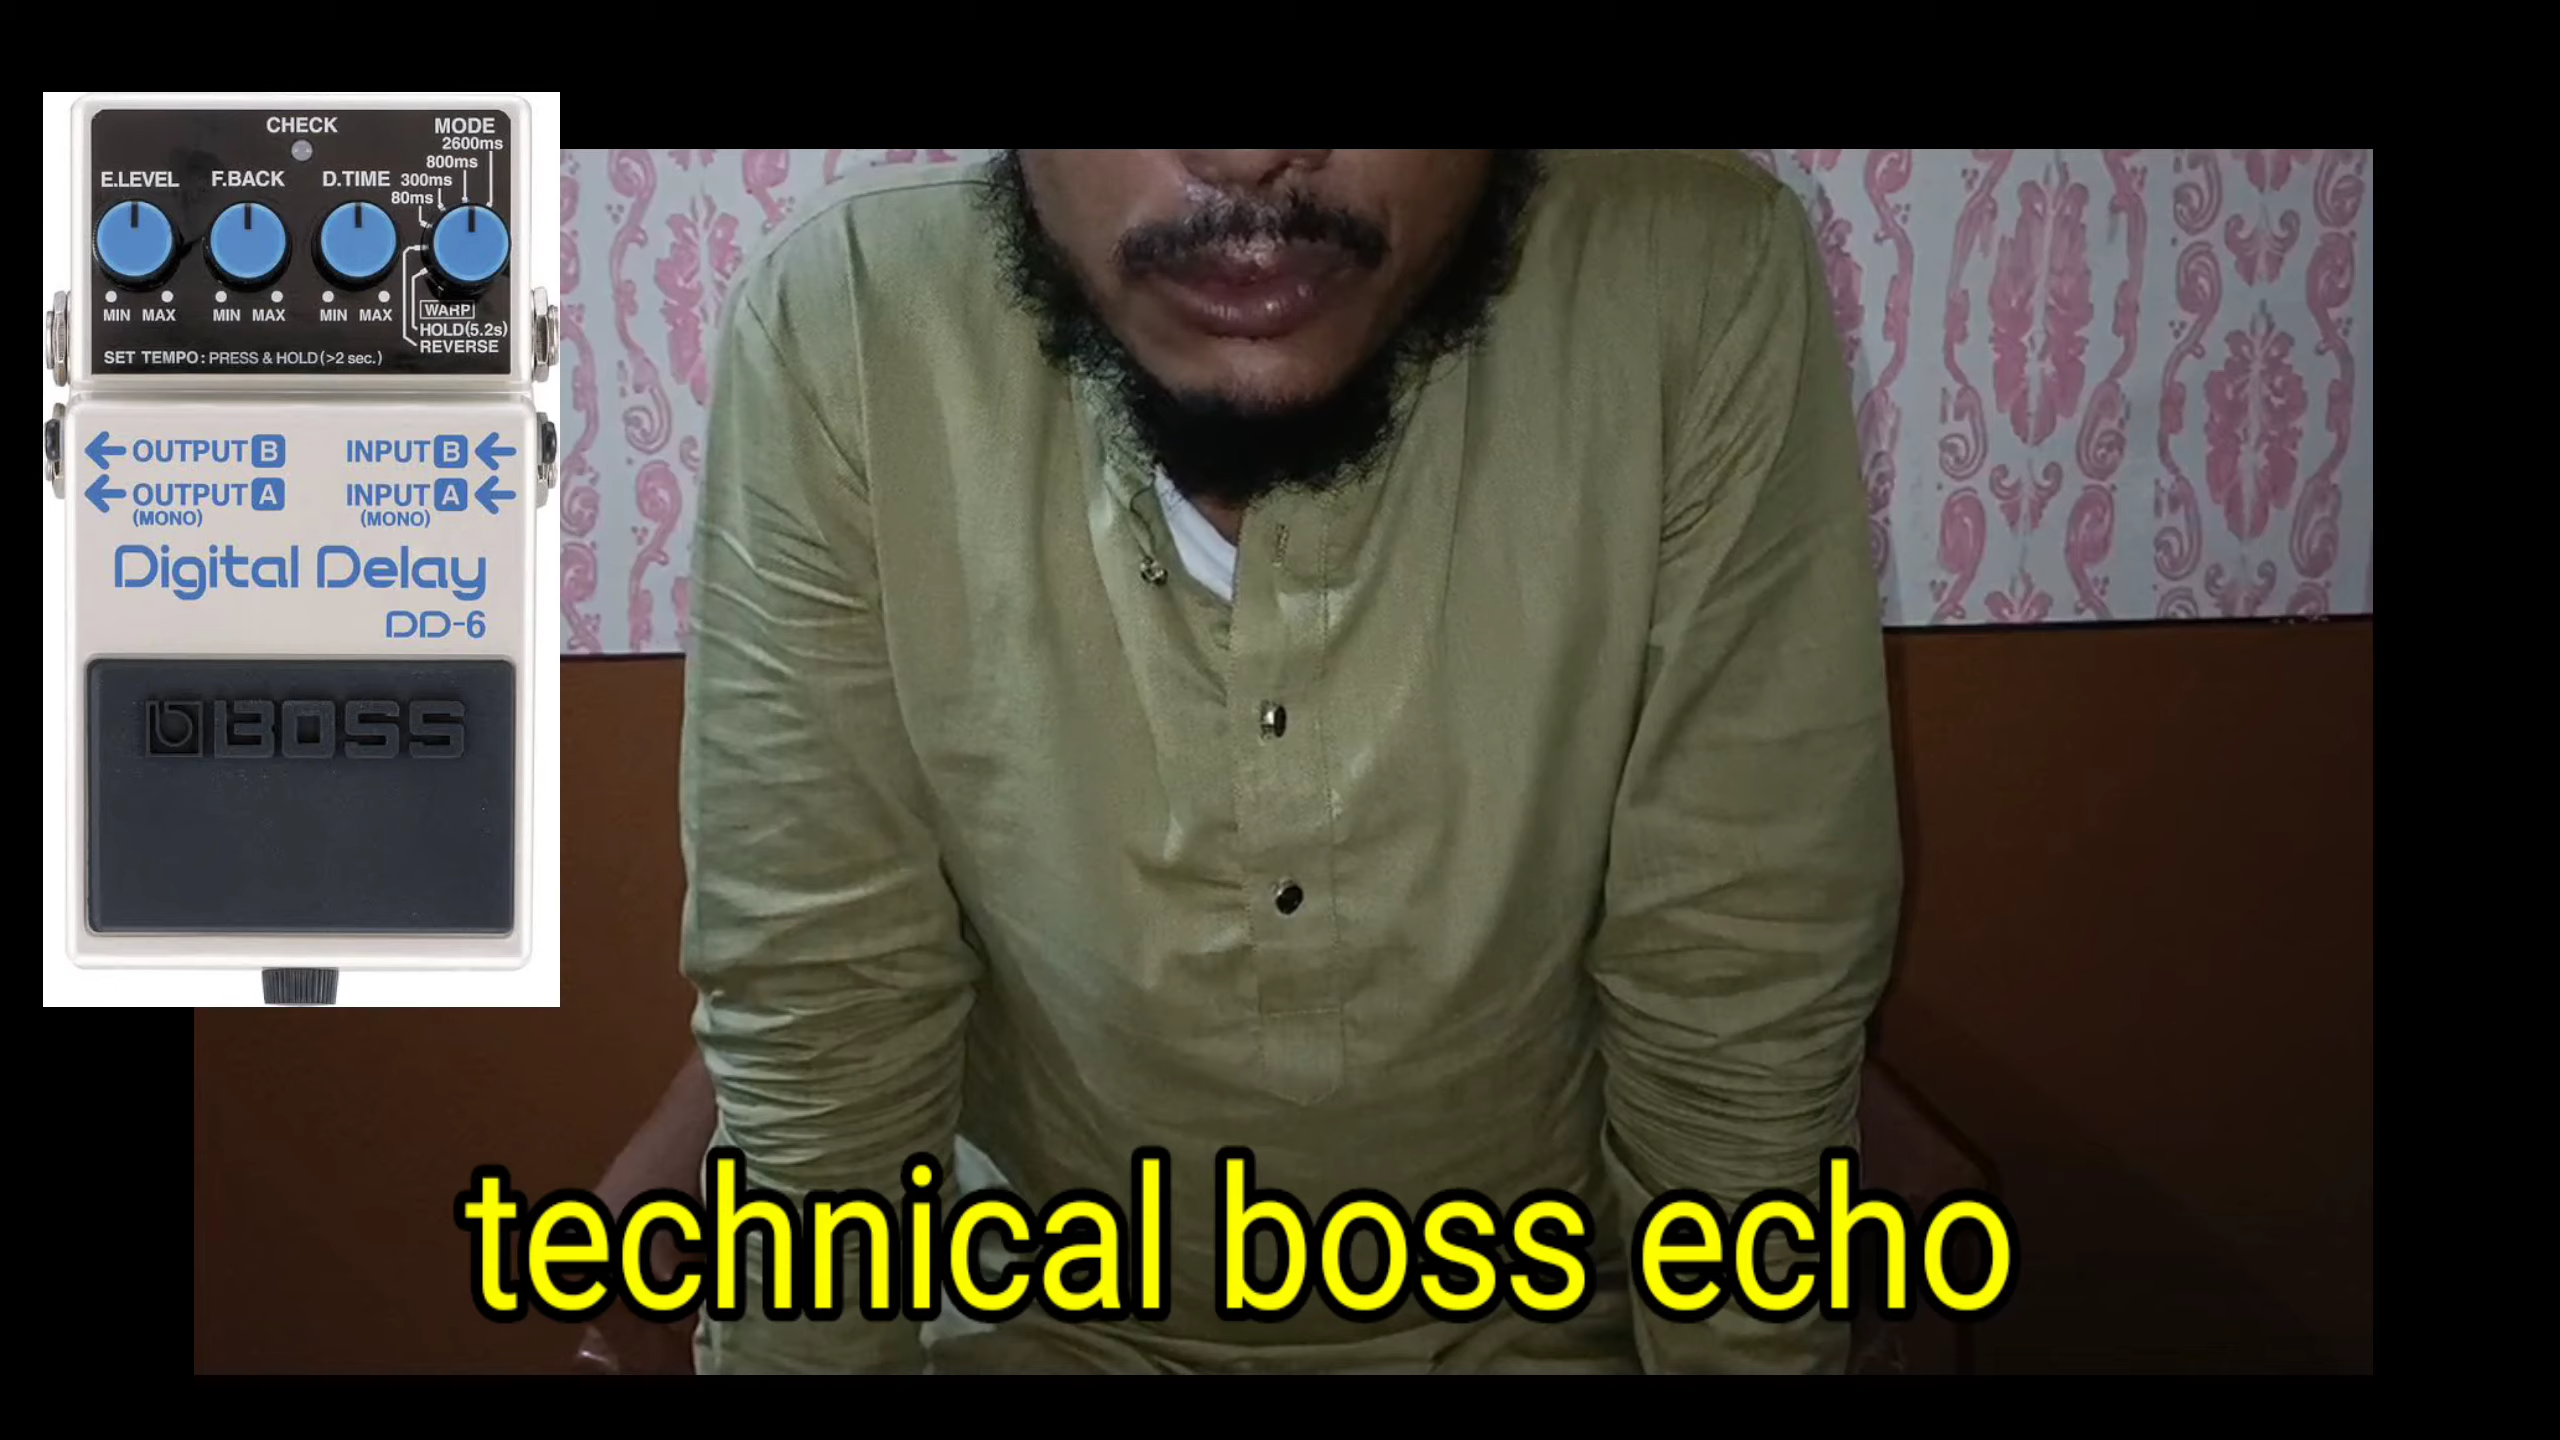 CHECK
MODE
2600ms
800ms
E.LEVEL F.BACK D.TIME 300ms
80ms
MIN MAX MIN MAX MIN MAX
WARP
HOLD(5.2s)
REVERSE
SET TEMPO: PRESS & HOLD (>2 sec.)
OUTPUT B INPUT B
OUTPUT A INPUT A
(MONO) (MONO)
Digital Delay
DD-6
BOSS
technical boss echo